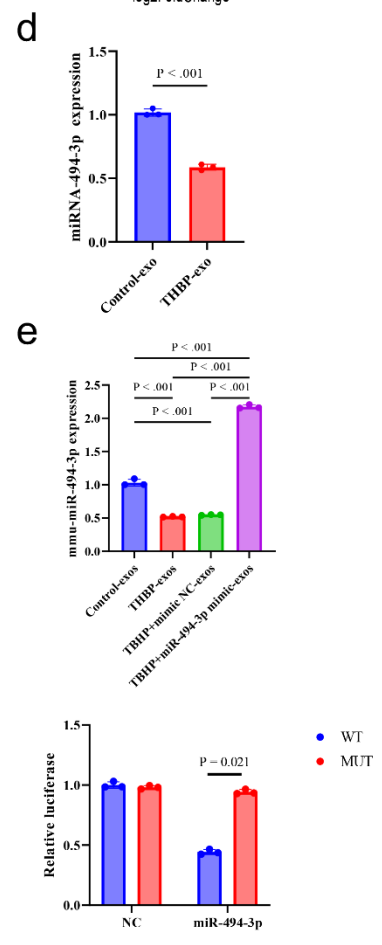 log2FoldChange
d
1.5
1.0
0.5
0.0
miRNA-494-3p expression
P < .001
Control-exo
THBP-exo
e
P < .001
P < .001
P < .001
P < .001
P < .001
2.5
2.0
1.5
1.0
0.5
0.0
mmu-miR-494-3p expression
Control-exos
THBP-exos
TBHP+mimic NC-exos
TBHP+miR-494-3p mimic-exos
1.5
1.0
0.5
0.0
Relative luciferase
P = 0.021
WT
MUT
NC
miR-494-3p